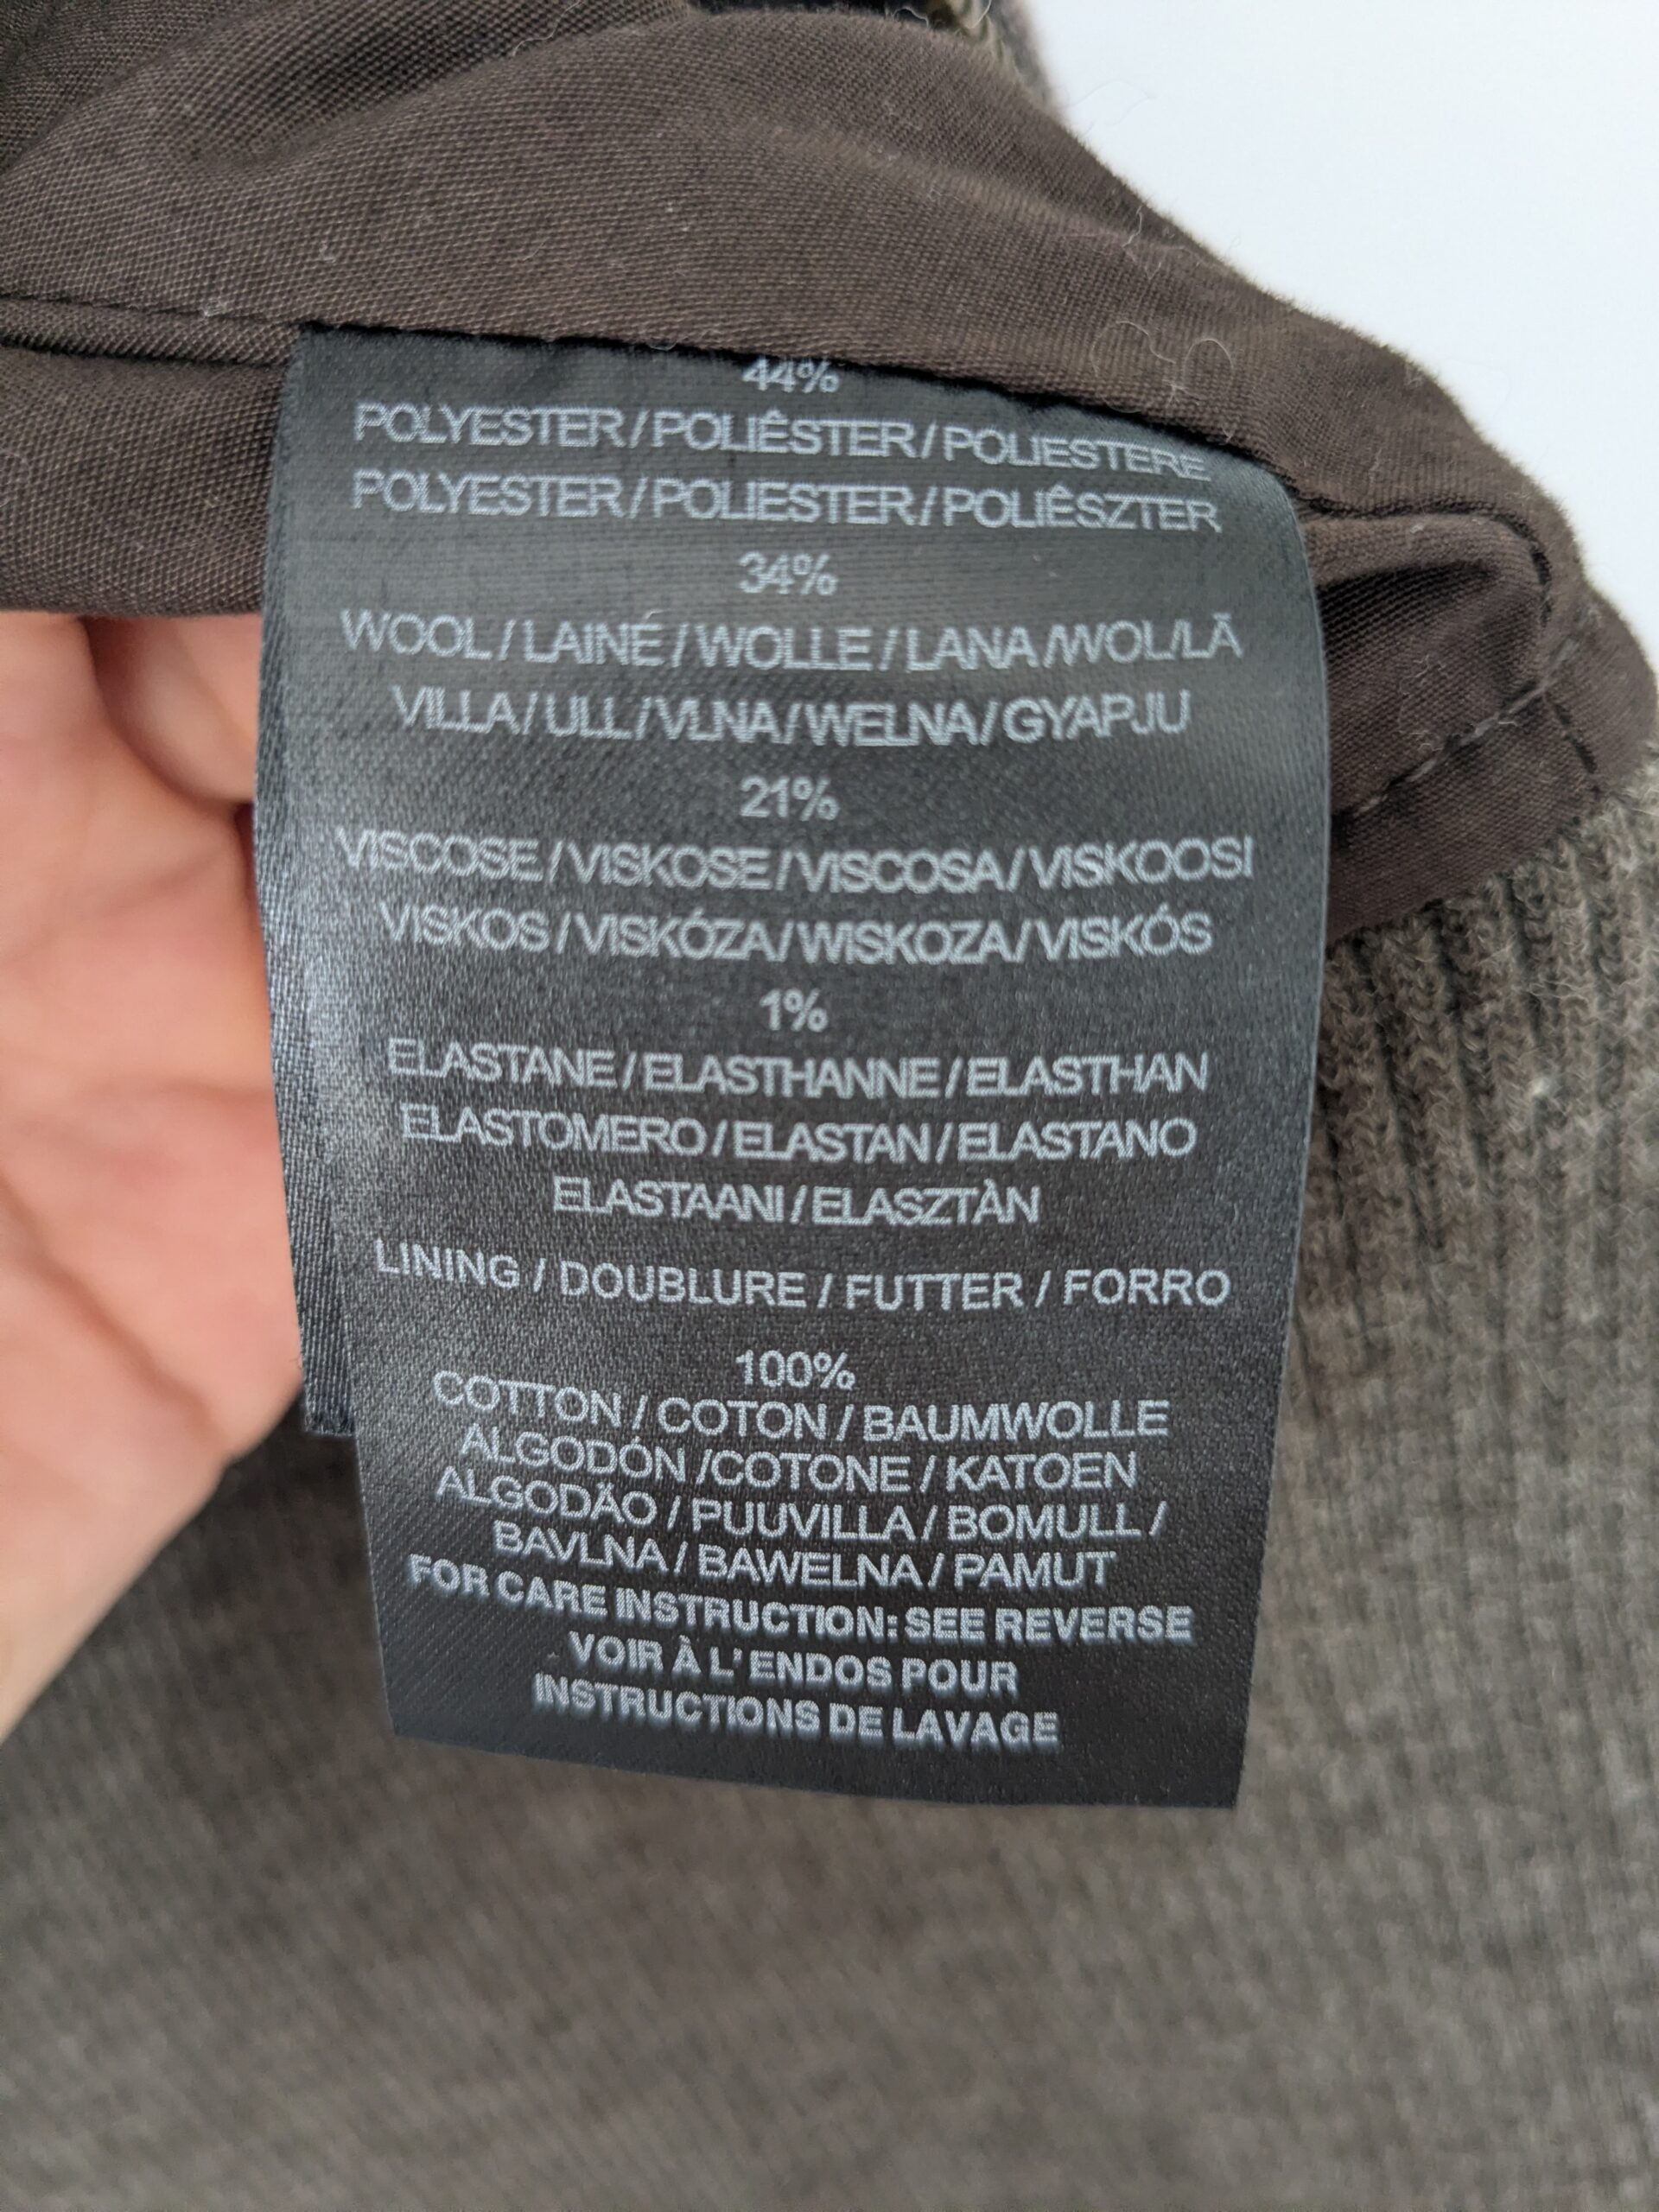 44%
POLYESTER/POLIÊSTER/POLIESTERE
POLYESTER/POLIESTER/POLIÊSZTER
34%
WOOL/LAINÉ/WOLLE/LANA/WOL/LÃ
VILLA/ULL/VLNA/WELNA/GYAPJU
21%
VISCOSE/VISKOSE/VISCOSA/VISKOOSI
VISKOS/VISKÓZA/WISKOZA/VISKÓS
1%
ELASTANE/ELASTHANNE/ELASTHAN
ELASTOMERO/ELASTAN/ELASTANO
ELASTAANI/ELASZTÀN
LINING / DOUBLURE / FUTTER / FORRO
100%
COTTON / COTON / BAUMWOLLE
ALGODÓN /COTONE / KATOEN
ALGODÃO / PUUVILLA / BOMULL /
BAVLNA / BAWELNA / PAMUT
FOR CARE INSTRUCTION: SEE REVERSE
VOIR À L'ENDOS POUR
INSTRUCTIONS DE LAVAGE